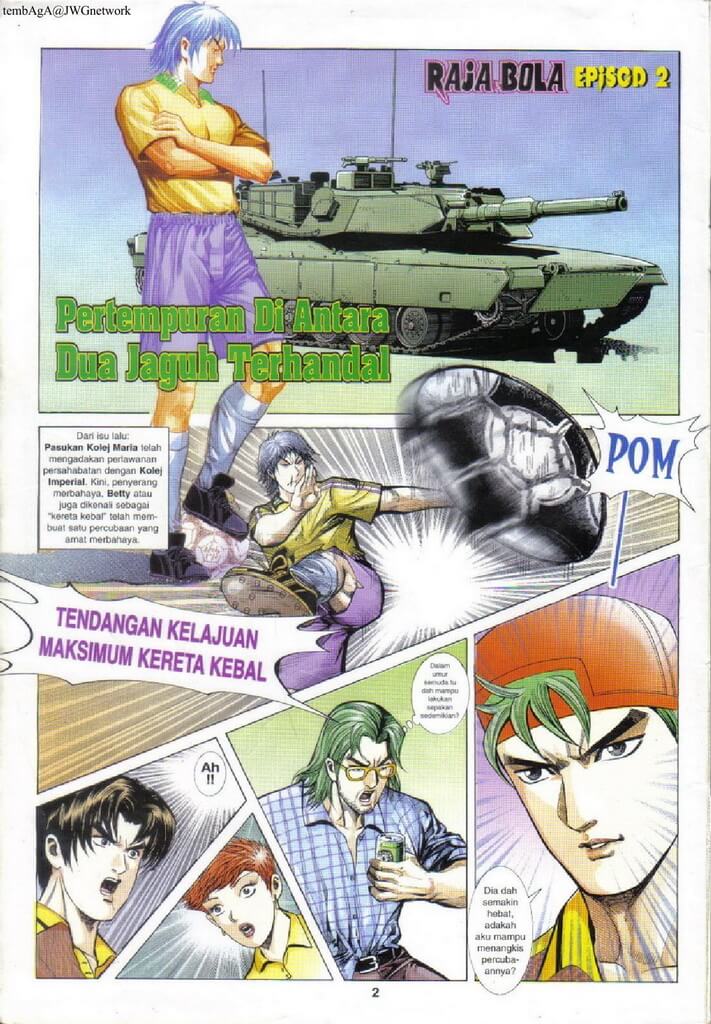 tembAgA@JWGnetwork
RAJA BOLA EPISOD 2
Pertempuran Di Antara
Dua Jaguh Terhandal
Dari isu lalu:
Pasukan Kolej Maria telah
mengadakan perlawanan
persahabatan dengan Kolej
Imperial. Kini, penyerang
merbahaya, Betty atau
juga dikenali sebagai
"kereta kebal" telah mem-
buat satu percubaan yang
amat merbahaya.
POM
TENDANGAN KELAJUAN
MAKSIMUM KERETA KEBAL
Dalam
umur
semuda tu
dah mampu
lakukan
sepakan
sedemikian?
Ah
!!
Dia dah
semakin
hebat,
adakah
aku mampu
menangkis
percuba-
annya?
2